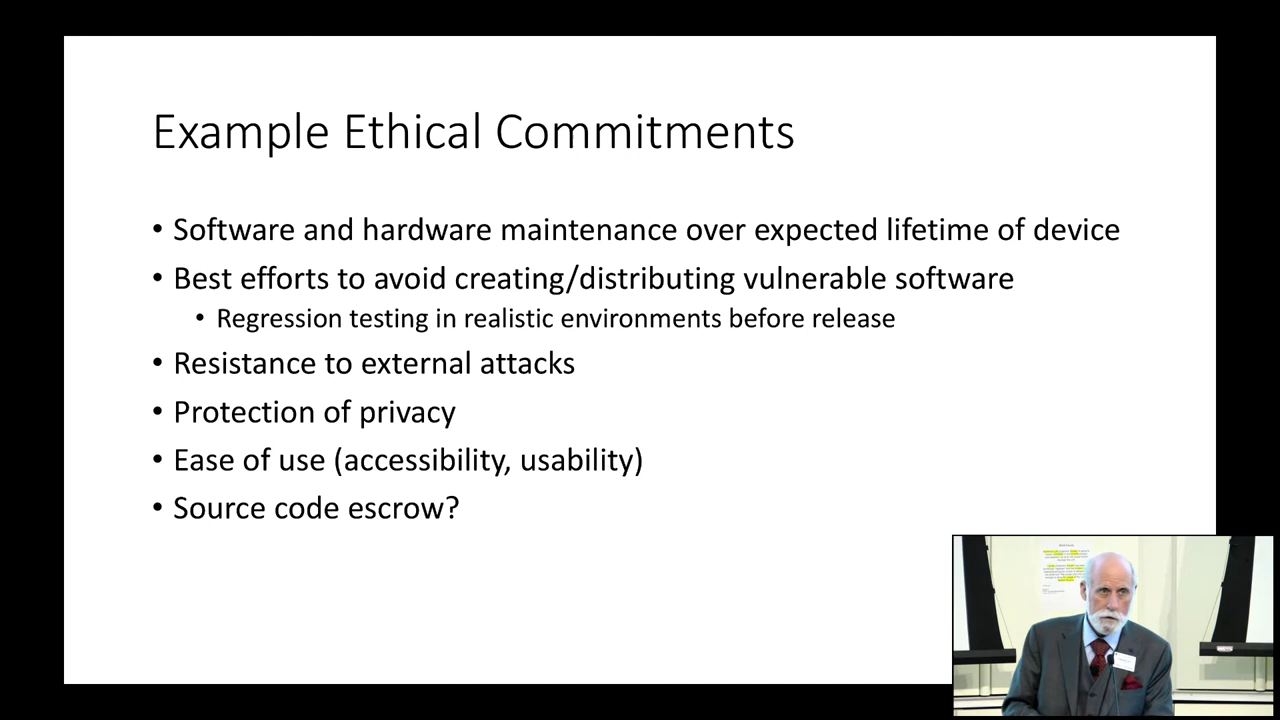 Example Ethical Commitments
• Software and hardware maintenance over expected lifetime of device
• Best efforts to avoid creating/distributing vulnerable software
• Regression testing in realistic environments before release
• Resistance to external attacks
• Protection of privacy
• Ease of use (accessibility, usability)
• Source code escrow?